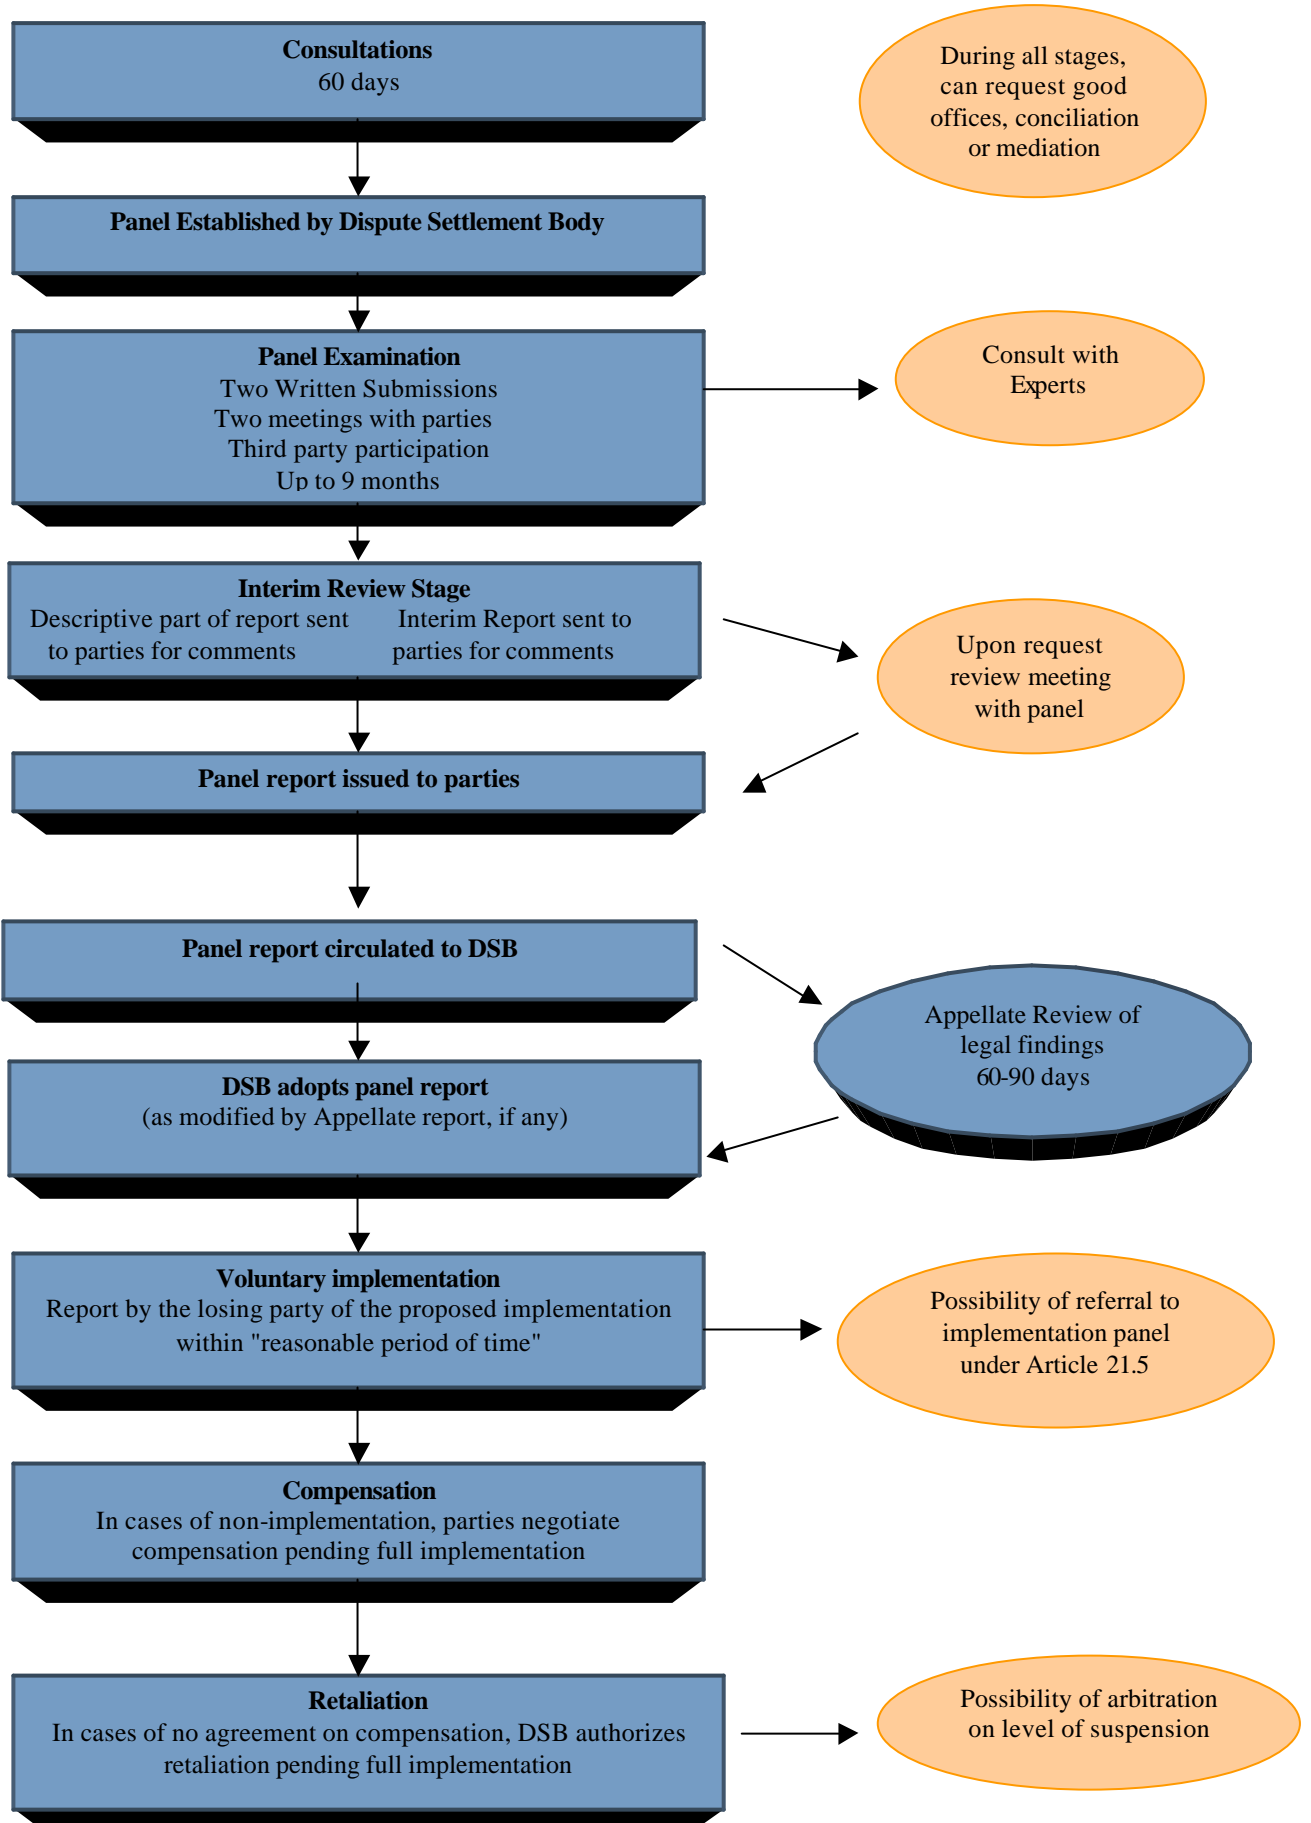 Consultations
60 days
During all stages,
can request good
offices, conciliation
or mediation
Panel Established by Dispute Settlement Body
Panel Examination
Two Written Submissions
Two meetings with parties
Third party participation
Up to 9 months
Consult with
Experts
Interim Review Stage
Descriptive part of report sent Interim Report sent to
to parties for comments parties for comments
Upon request
review meeting
with panel
Panel report issued to parties
Panel report circulated to DSB
Appellate Review of
legal findings
60-90 days
DSB adopts panel report
(as modified by Appellate report, if any)
Voluntary implementation
Report by the losing party of the proposed implementation
within "reasonable period of time"
Possibility of referral to
implementation panel
under Article 21.5
Compensation
In cases of non-implementation, parties negotiate
compensation pending full implementation
Retaliation
In cases of no agreement on compensation, DSB authorizes
retaliation pending full implementation
Possibility of arbitration
on level of suspension